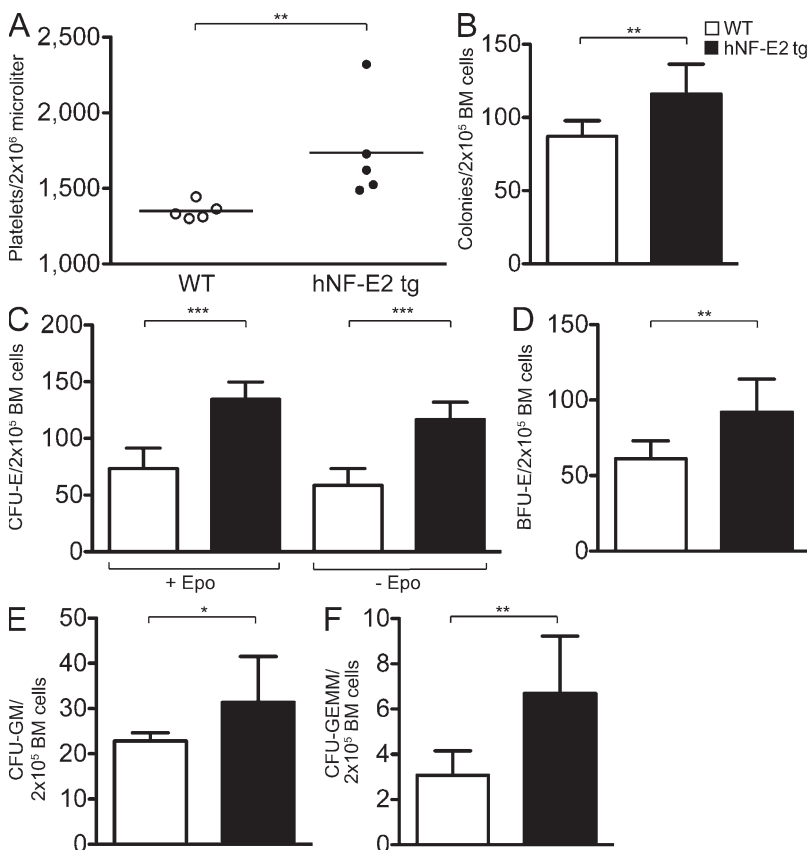 A
Platelets/2x10⁶ microliter
2,500
2,000
1,500
1,000
**
WT
hNF-E2 tg
B
Colonies/2x10⁵ BM cells
150
100
50
0
**
WT
hNF-E2 tg
C
CFU-E/2x10⁵ BM cells
200
150
100
50
0
***
***
+ Epo
- Epo
D
BFU-E/2x10⁵ BM cells
150
100
50
0
**
E
CFU-GM/
2x10⁵ BM cells
50
40
30
20
10
0
*
F
CFU-GEMM/
2x10⁵ BM cells
10
8
6
4
2
0
**